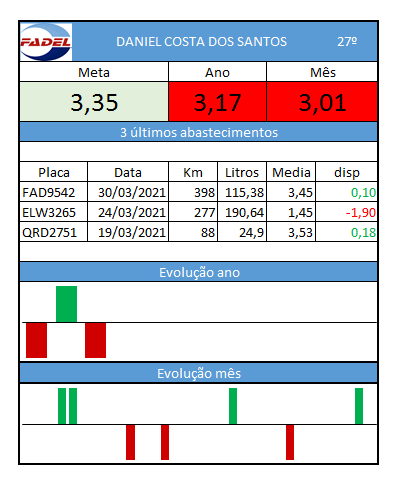 FADEL DANIEL COSTA DOS SANTOS 27º
Meta Ano Mês
3,35 3,17 3,01
3 últimos abastecimentos
Placa Data Km Litros Media disp
FAD9542 30/03/2021 398 115,38 3,45 0,10
ELW3265 24/03/2021 277 190,64 1,45 -1,90
QRD2751 19/03/2021 88 24,9 3,53 0,18
Evolução ano
Evolução mês